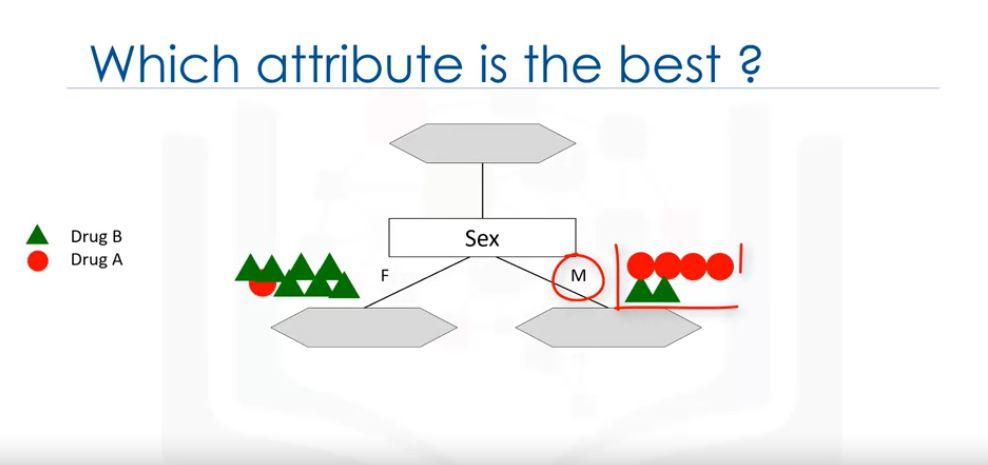 Which attribute is the best ?
Drug B
Drug A
Sex
F
M